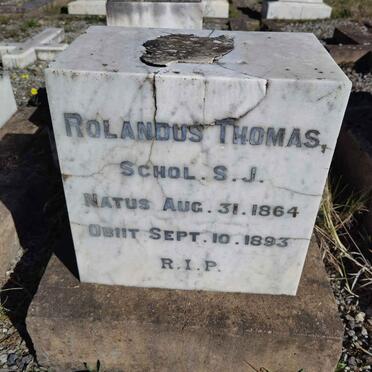 ROLANDUS THOMAS,
SCHOL. S. J.
NATUS AUG. 31. 1864
OBIIT SEPT. 10. 1893
R. I. P.